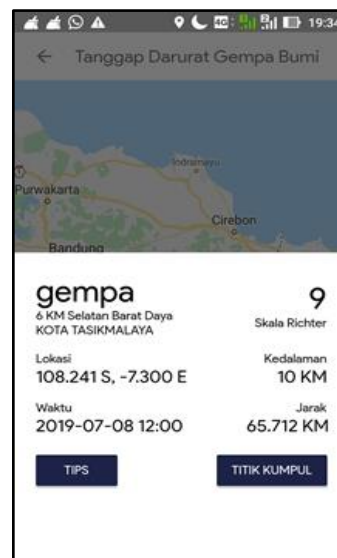 19:34
Tanggap Darurat Gempa Bumi
Indramayu
Purwakarta
Cirebon
Bandung
gempa
6 KM Selatan Barat Daya
KOTA TASIKMALAYA
9
Skala Richter
Lokasi
108.241 S, -7.300 E
Kedalaman
10 KM
Waktu
2019-07-08 12:00
Jarak
65.712 KM
TIPS
TITIK KUMPUL